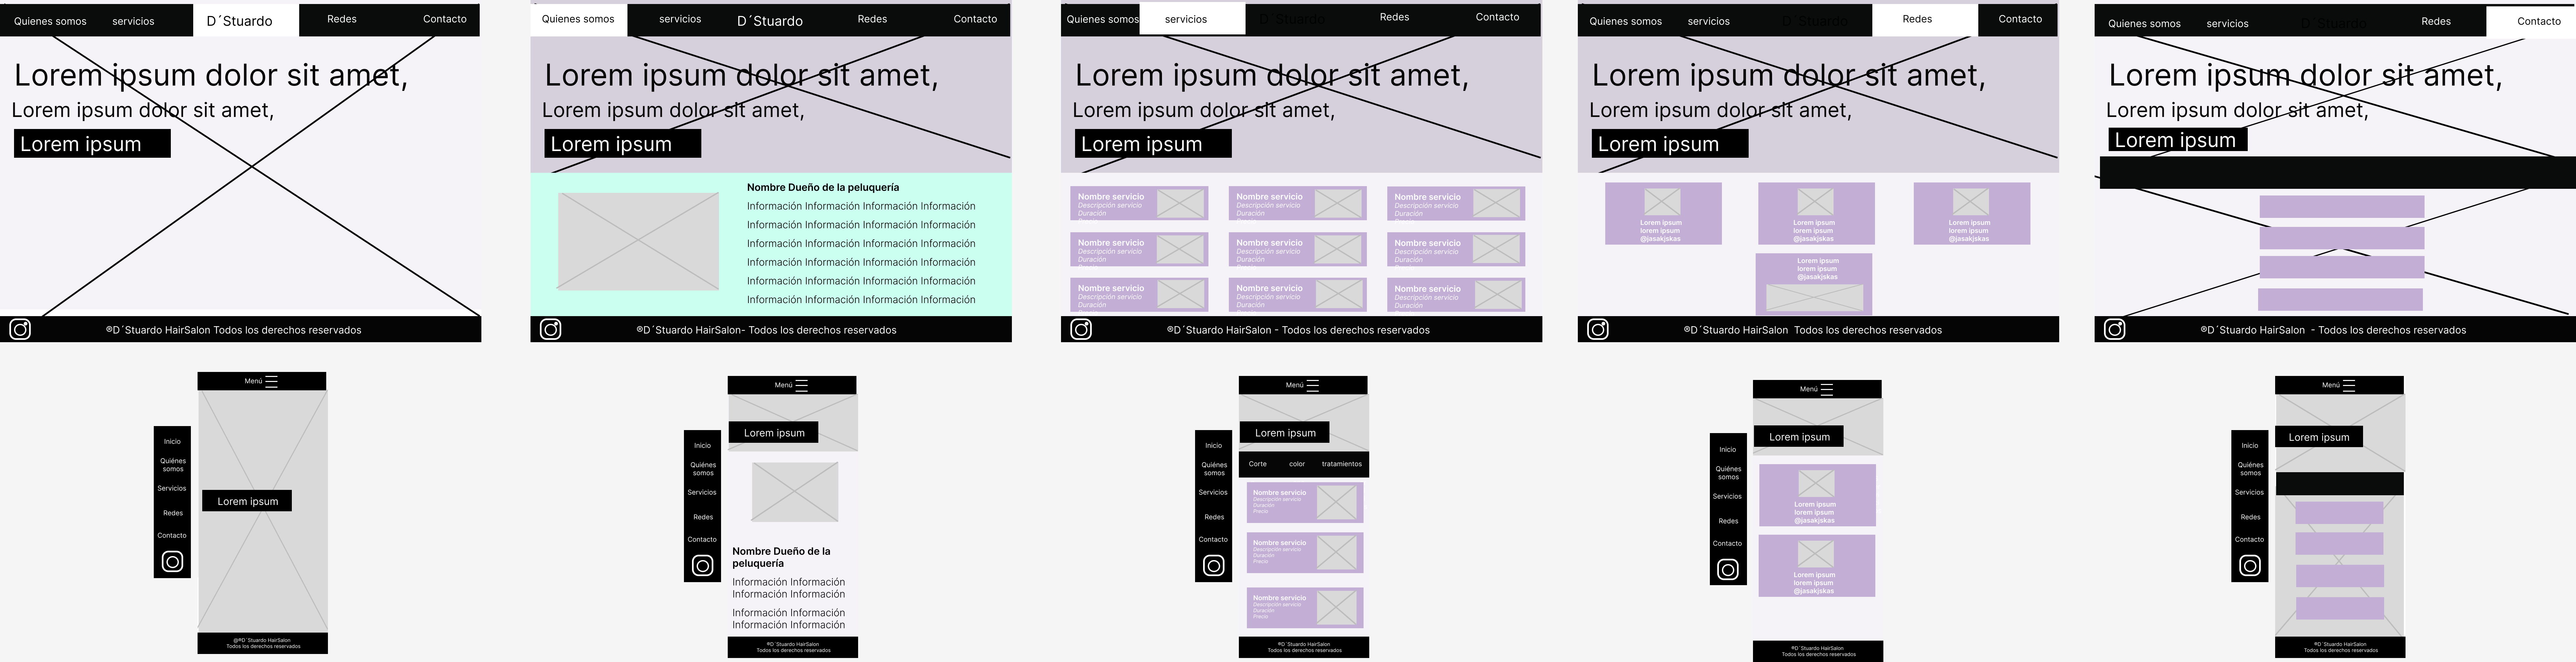 Quienes somos servicios D´Stuardo Redes Contacto
Lorem ipsum dolor sit amet,
Lorem ipsum dolor sit amet,
Lorem ipsum
®D´Stuardo HairSalon Todos los derechos reservados
Quienes somos servicios D´Stuardo Redes Contacto
Lorem ipsum dolor sit amet,
Lorem ipsum dolor sit amet,
Lorem ipsum
Nombre Dueño de la peluquería
Información Información Información Información
Información Información Información Información
Información Información Información Información
Información Información Información Información
Información Información Información Información
Información Información Información Información
®D´Stuardo HairSalon- Todos los derechos reservados
Quienes somos servicios D´Stuardo Redes Contacto
Lorem ipsum dolor sit amet,
Lorem ipsum dolor sit amet,
Lorem ipsum
Nombre servicio
Descripción servicio
Duración
Nombre servicio
Descripción servicio
Duración
Nombre servicio
Descripción servicio
Duración
Nombre servicio
Descripción servicio
Duración
Nombre servicio
Descripción servicio
Duración
Nombre servicio
Descripción servicio
Duración
Nombre servicio
Descripción servicio
Duración
Nombre servicio
Descripción servicio
Duración
Nombre servicio
Descripción servicio
Duración
®D´Stuardo HairSalon - Todos los derechos reservados
Quienes somos servicios D´Stuardo Redes Contacto
Lorem ipsum dolor sit amet,
Lorem ipsum dolor sit amet,
Lorem ipsum
Lorem ipsum
lorem ipsum
@jasakjskas
Lorem ipsum
lorem ipsum
@jasakjskas
Lorem ipsum
lorem ipsum
@jasakjskas
Lorem ipsum
lorem ipsum
@jasakjskas
®D´Stuardo HairSalon Todos los derechos reservados
Quienes somos servicios D´Stuardo Redes Contacto
Lorem ipsum dolor sit amet,
Lorem ipsum dolor sit amet,
Lorem ipsum
®D´Stuardo HairSalon - Todos los derechos reservados
Menú
Inicio
Quiénes
somos
Servicios
Redes
Contacto
Lorem ipsum
@®D´Stuardo HairSalon
Todos los derechos reservados
Menú
Lorem ipsum
Inicio
Quiénes
somos
Servicios
Redes
Contacto
Nombre Dueño de la
peluquería
Información Información
Información Información
Información Información
Información Información
®D´Stuardo HairSalon
Todos los derechos reservados
Menú
Lorem ipsum
Inicio
Quiénes
somos
Servicios
Redes
Contacto
Corte color tratamientos
Nombre servicio
Descripción servicio
Duración
Precio
Nombre servicio
Descripción servicio
Duración
Precio
Nombre servicio
Descripción servicio
Duración
Precio
®D´Stuardo HairSalon
Todos los derechos reservados
Menú
Lorem ipsum
Inicio
Quiénes
somos
Servicios
Redes
Contacto
Lorem ipsum
lorem ipsum
@jasakjskas
Lorem ipsum
lorem ipsum
@jasakjskas
®D´Stuardo HairSalon
Todos los derechos reservados
Menú
Lorem ipsum
Inicio
Quiénes
somos
Servicios
Redes
Contacto
®D´Stuardo HairSalon
Todos los derechos reservados